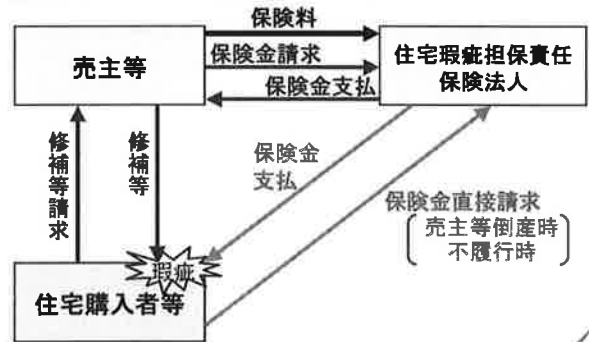 保険料
売主等
保険金請求
保険金支払
住宅瑕疵担保責任
保険法人
修補等請求
修補等
保険金
支払
保険金直接請求
売主等倒産時
不履行時
瑕疵
住宅購入者等